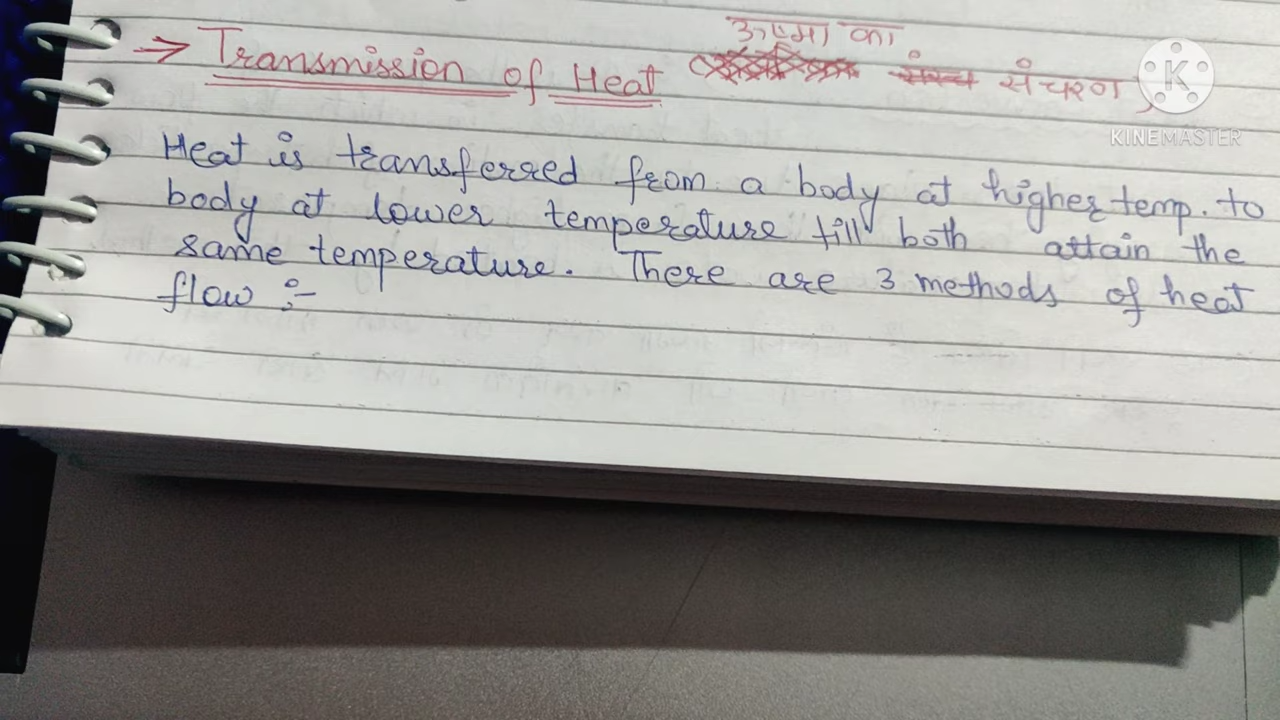 → Transmission of Heat (ऊष्मा का संचरण)
Heat is transferred from a body at higher temp. to
body at lower temperature till both attain the
same temperature. There are 3 methods of heat
flow :-
K
KINEMASTER